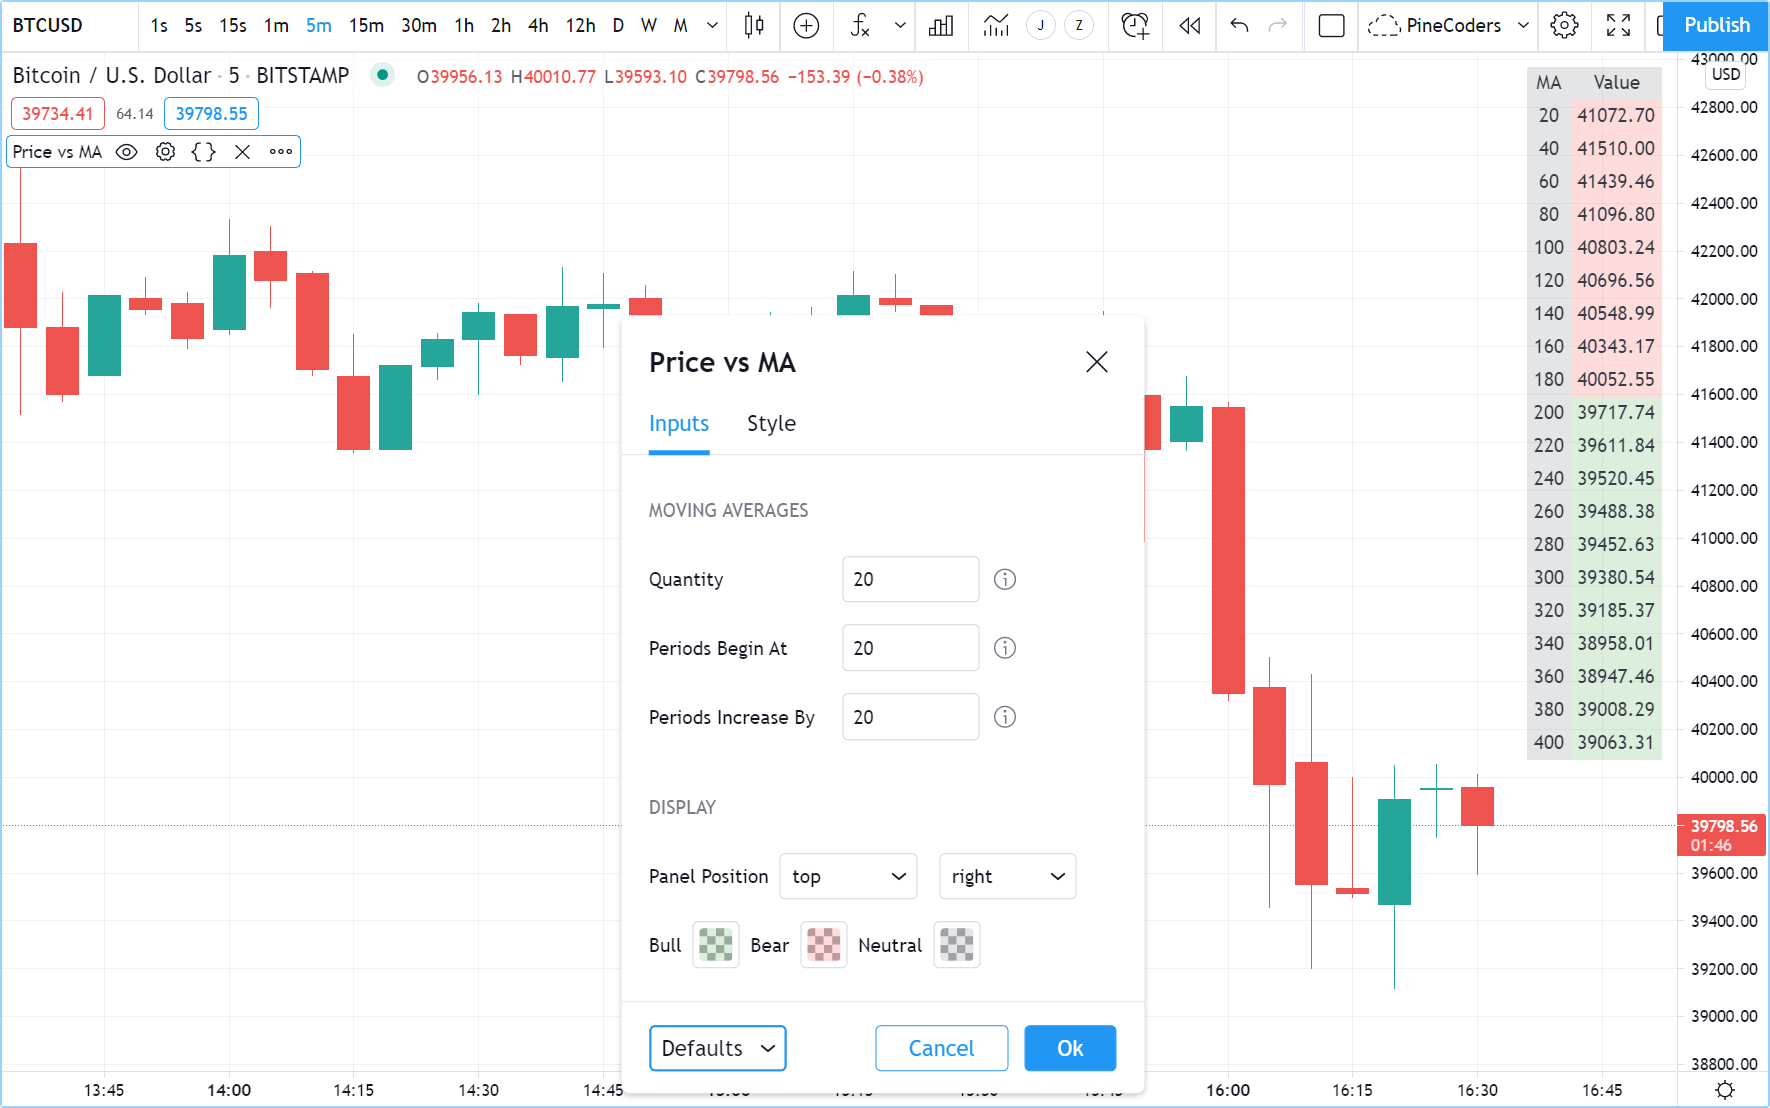 BTCUSD 1s 5s 15s 1m 5m 15m 30m 1h 2h 4h 12h D W M J Z PineCoders Publish
Bitcoin / U.S. Dollar · 5 · BITSTAMP O39956.13 H40010.77 L39593.10 C39798.56 −153.39 (−0.38%)
39734.41 64.14 39798.55
Price vs MA
MA Value
20 41072.70
40 41510.00
60 41439.46
80 41096.80
100 40803.24
120 40696.56
140 40548.99
160 40343.17
180 40052.55
200 39717.74
220 39611.84
240 39520.45
260 39488.38
280 39452.63
300 39380.54
320 39185.37
340 38958.01
360 38947.46
380 39008.29
400 39063.31
43000.00
USD
42800.00
42600.00
42400.00
42200.00
42000.00
41800.00
41600.00
41400.00
41200.00
41000.00
40800.00
40600.00
40400.00
40200.00
40000.00
39798.56
01:46
39600.00
39400.00
39200.00
39000.00
38800.00
Price vs MA
Inputs Style
MOVING AVERAGES
Quantity 20
Periods Begin At 20
Periods Increase By 20
DISPLAY
Panel Position top right
Bull Bear Neutral
Defaults Cancel Ok
13:45 14:00 14:15 14:30 14:45 16:00 16:15 16:30 16:45